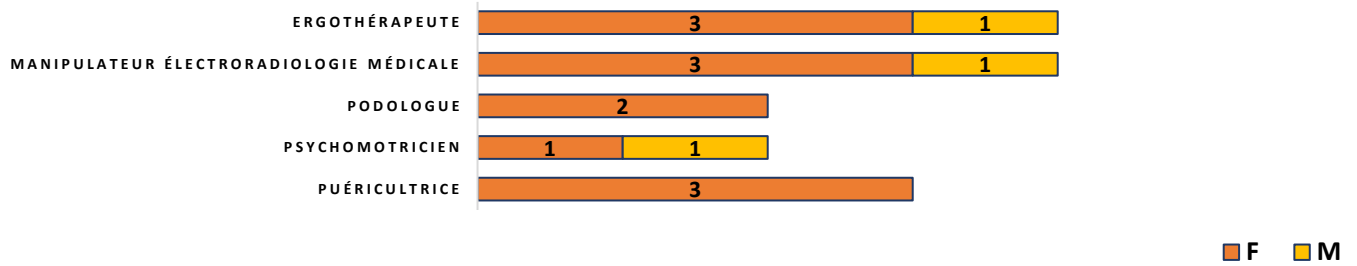 ERGOTHÉRAPEUTE 3 1
MANIPULATEUR ÉLECTRORADIOLOGIE MÉDICALE 3 1
PODOLOGUE 2
PSYCHOMOTRICIEN 1 1
PUÉRICULTRICE 3
F M